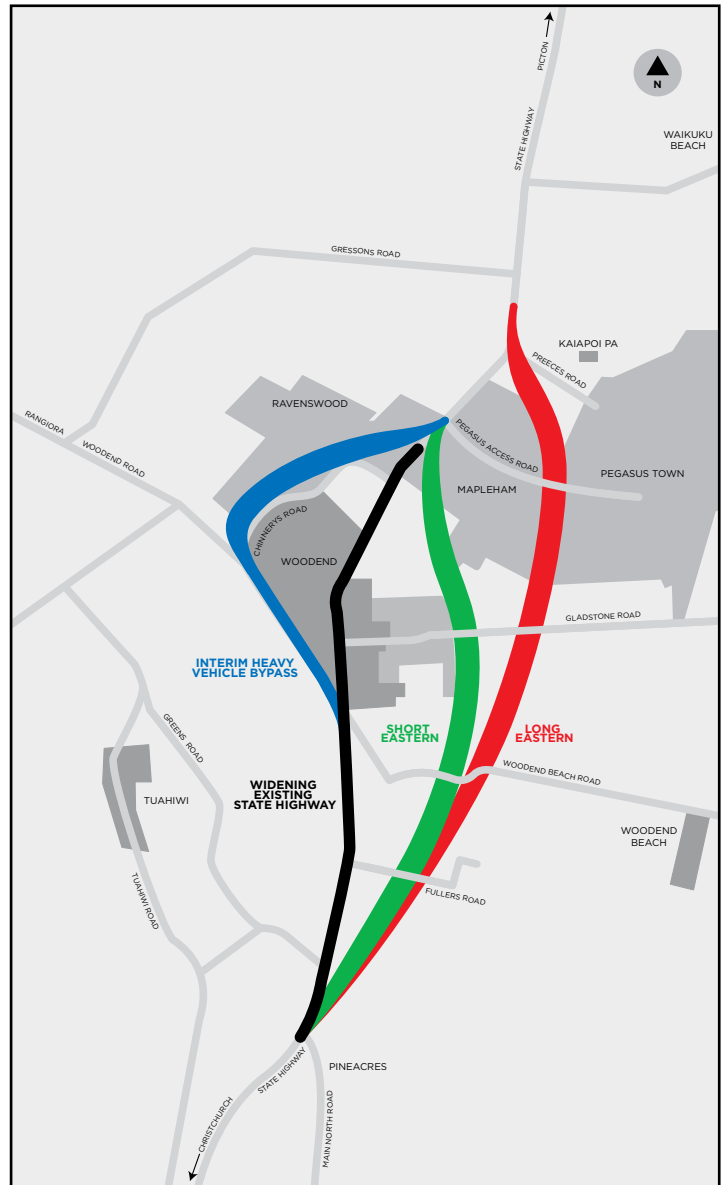 PICTON
N
STATE HIGHWAY
WAIKUKU
BEACH
GRESSONS ROAD
KAIAPOI PA
PREECES ROAD
RAVENSWOOD
RANGIORA
WOODEND ROAD
PEGASUS ACCESS ROAD
PEGASUS TOWN
MAPLEHAM
CHINNERYS ROAD
WOODEND
GLADSTONE ROAD
INTERIM HEAVY
VEHICLE BYPASS
SHORT
EASTERN
LONG
EASTERN
GREENS ROAD
WOODEND BEACH ROAD
WIDENING
EXISTING
STATE HIGHWAY
TUAHIWI
WOODEND
BEACH
TUAHIWI ROAD
FULLERS ROAD
STATE HIGHWAY
PINEACRES
CHRISTCHURCH
MAIN NORTH ROAD